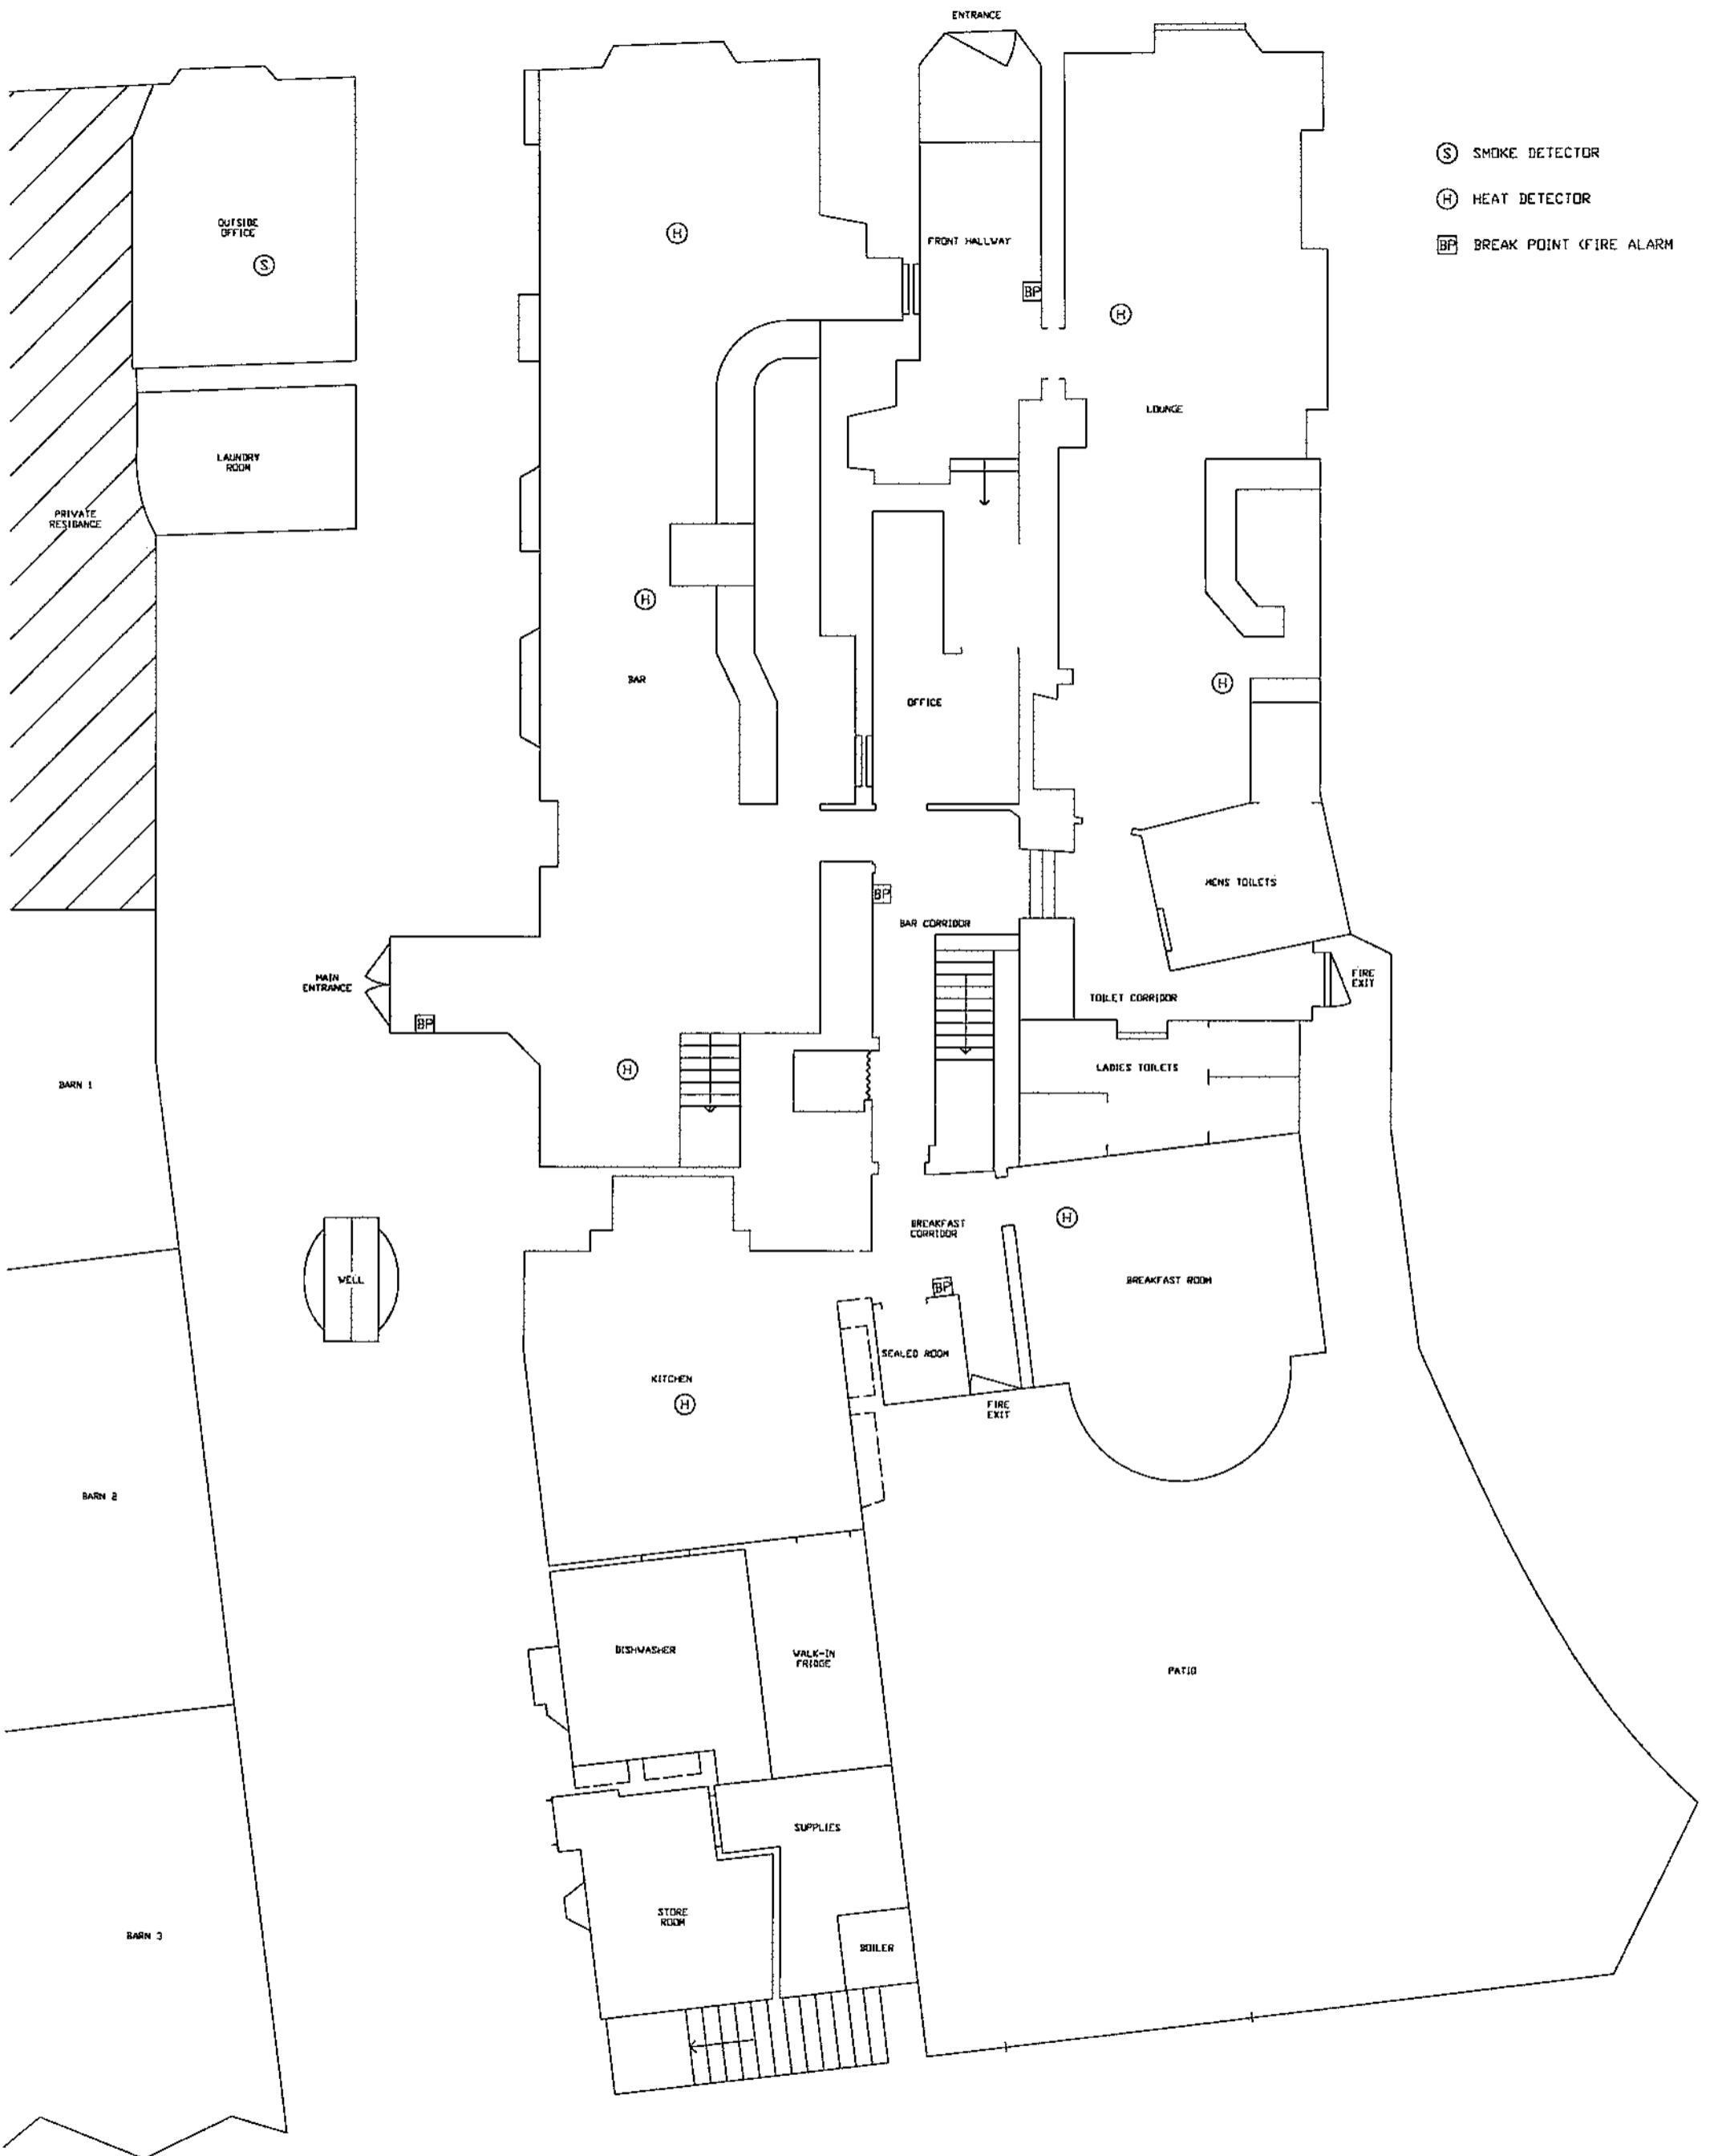 ENTRANCE
S SMOKE DETECTOR
H HEAT DETECTOR
BP BREAK POINT (FIRE ALARM
OUTSIDE
OFFICE
S
H
FRONT HALLWAY
BP
H
LOUNGE
LAUNDRY
ROOM
PRIVATE
RESIDANCE
H
BAR
OFFICE
H
MENS TOILETS
BP
BAR CORRIDOR
MAIN
ENTRANCE
BP
FIRE
EXIT
TOILET CORRIDOR
H
LADIES TOILETS
BARN 1
BREAKFAST
CORRIDOR
H
WELL
BP
BREAKFAST ROOM
SEALED ROOM
KITCHEN
H
FIRE
EXIT
BARN 2
DISHWASHER
WALK-IN
FRIDGE
PATIO
SUPPLIES
STORE
ROOM
BARN 3
BOILER